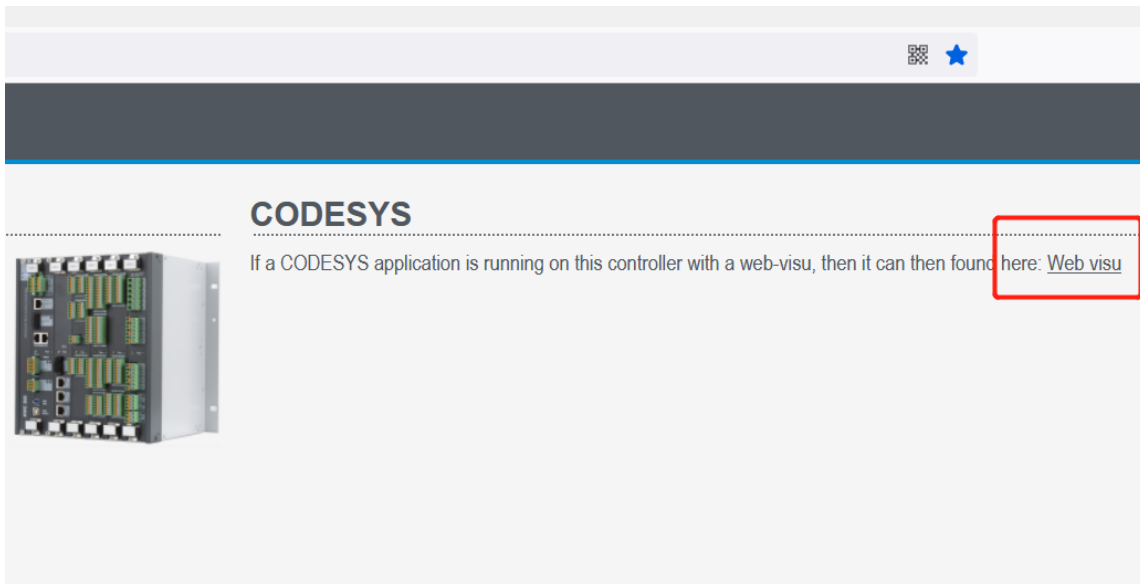 CODESYS
If a CODESYS application is running on this controller with a web-visu, then it can then found here: Web visu